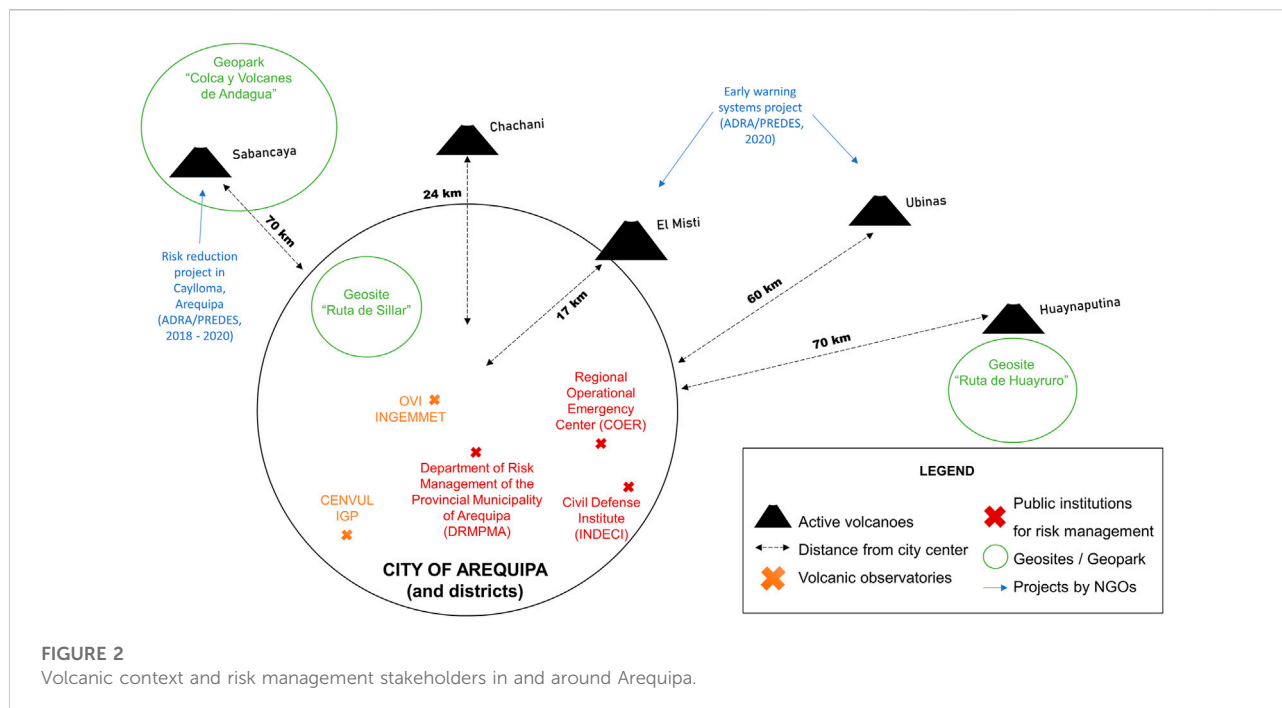 Geopark
"Colca y Volcanes
de Andagua"
Sabancaya
Chachani
Early warning
systems project
(ADRA/PREDES,
2020)
24 km
70 km
El Misti
Ubinas
Risk reduction
project in
Caylloma,
Arequipa
(ADRA/PREDES,
2018 - 2020)
Geosite
"Ruta de Sillar"
17 km
60 km
70 km
Huaynaputina
Geosite
"Ruta de Huayruro"
OVI
INGEMMET
Regional
Operational
Emergency
Center (COER)
CENVUL
IGP
Department of Risk
Management of the
Provincial Municipality
of Arequipa
(DRMPMA)
Civil Defense
Institute
(INDECI)
CITY OF AREQUIPA
(and districts)
LEGEND
Active volcanoes
Distance from city center
Volcanic observatories
Public institutions
for risk management
Geosites / Geopark
Projects by NGOs
FIGURE 2
Volcanic context and risk management stakeholders in and around Arequipa.